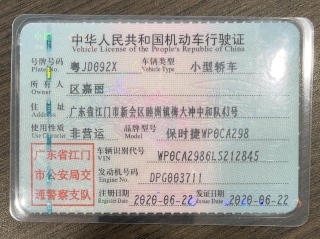 中华人民共和国机动车行驶证
Vehicle License of the People's Republic of China
号牌号码 粤JD092X 车辆类型 小型轿车
Plate No. Vehicle Type
所有人 区嘉雨
Owner
住址 广东省江门市新会区睦洲镇梅大神中和队43号
Address
使用性质 非营运 品牌型号 保时捷WP0CA298
Use Character Model
广东省江门市公安局交通警察支队
车辆识别代号 WP0CA2986LS212845
VIN
发动机号码 DPG003711
Engine No.
注册日期 2020-06-22 发证日期 2020-06-22
Register Date Issue Date